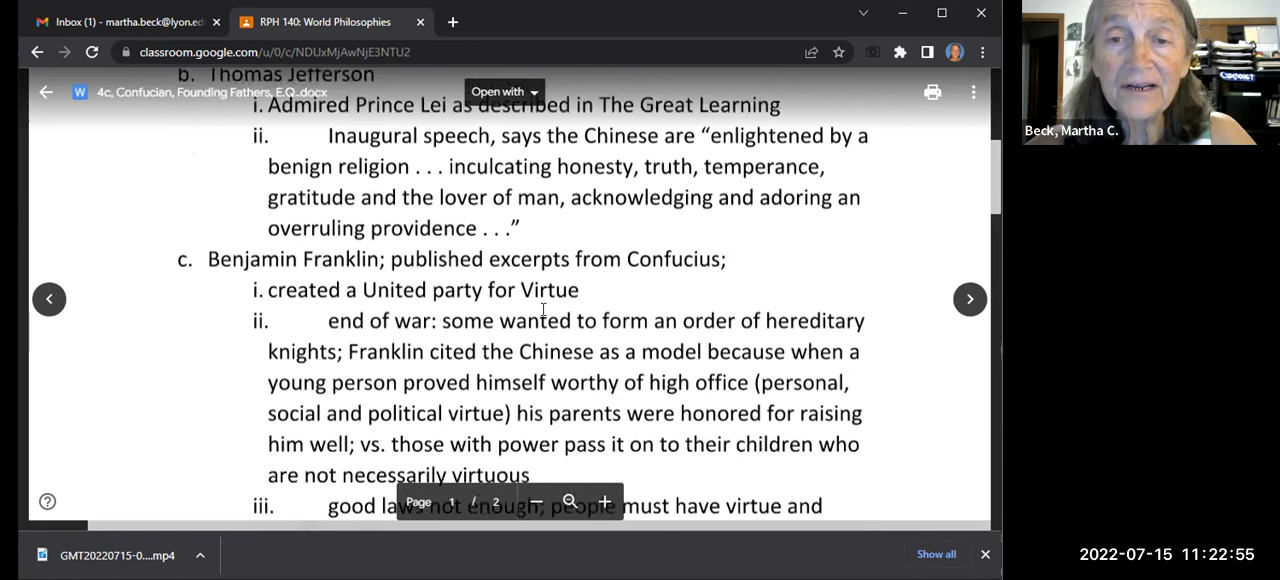 Inbox (1) - martha.beck@lyon.ed
RPH 140: World Philosophies
classroom.google.com/u/0/c/NDUxMjAwNjE3NTU2
b. Thomas Jefferson
4c, Confucian, Founding Fathers, E.Q..docx
Open with
i. Admired Prince Lei as described in The Great Learning
ii. Inaugural speech, says the Chinese are “enlightened by a
benign religion . . . inculcating honesty, truth, temperance,
gratitude and the lover of man, acknowledging and adoring an
overruling providence . . .”
c. Benjamin Franklin; published excerpts from Confucius;
i. created a United party for Virtue
ii. end of war: some wanted to form an order of hereditary
knights; Franklin cited the Chinese as a model because when a
young person proved himself worthy of high office (personal,
social and political virtue) his parents were honored for raising
him well; vs. those with power pass it on to their children who
are not necessarily virtuous
Page 1 / 2
iii. good laws not enough; people must have virtue and
GMT20220715-0....mp4
Show all
Beck, Martha C.
2022-07-15 11:22:55